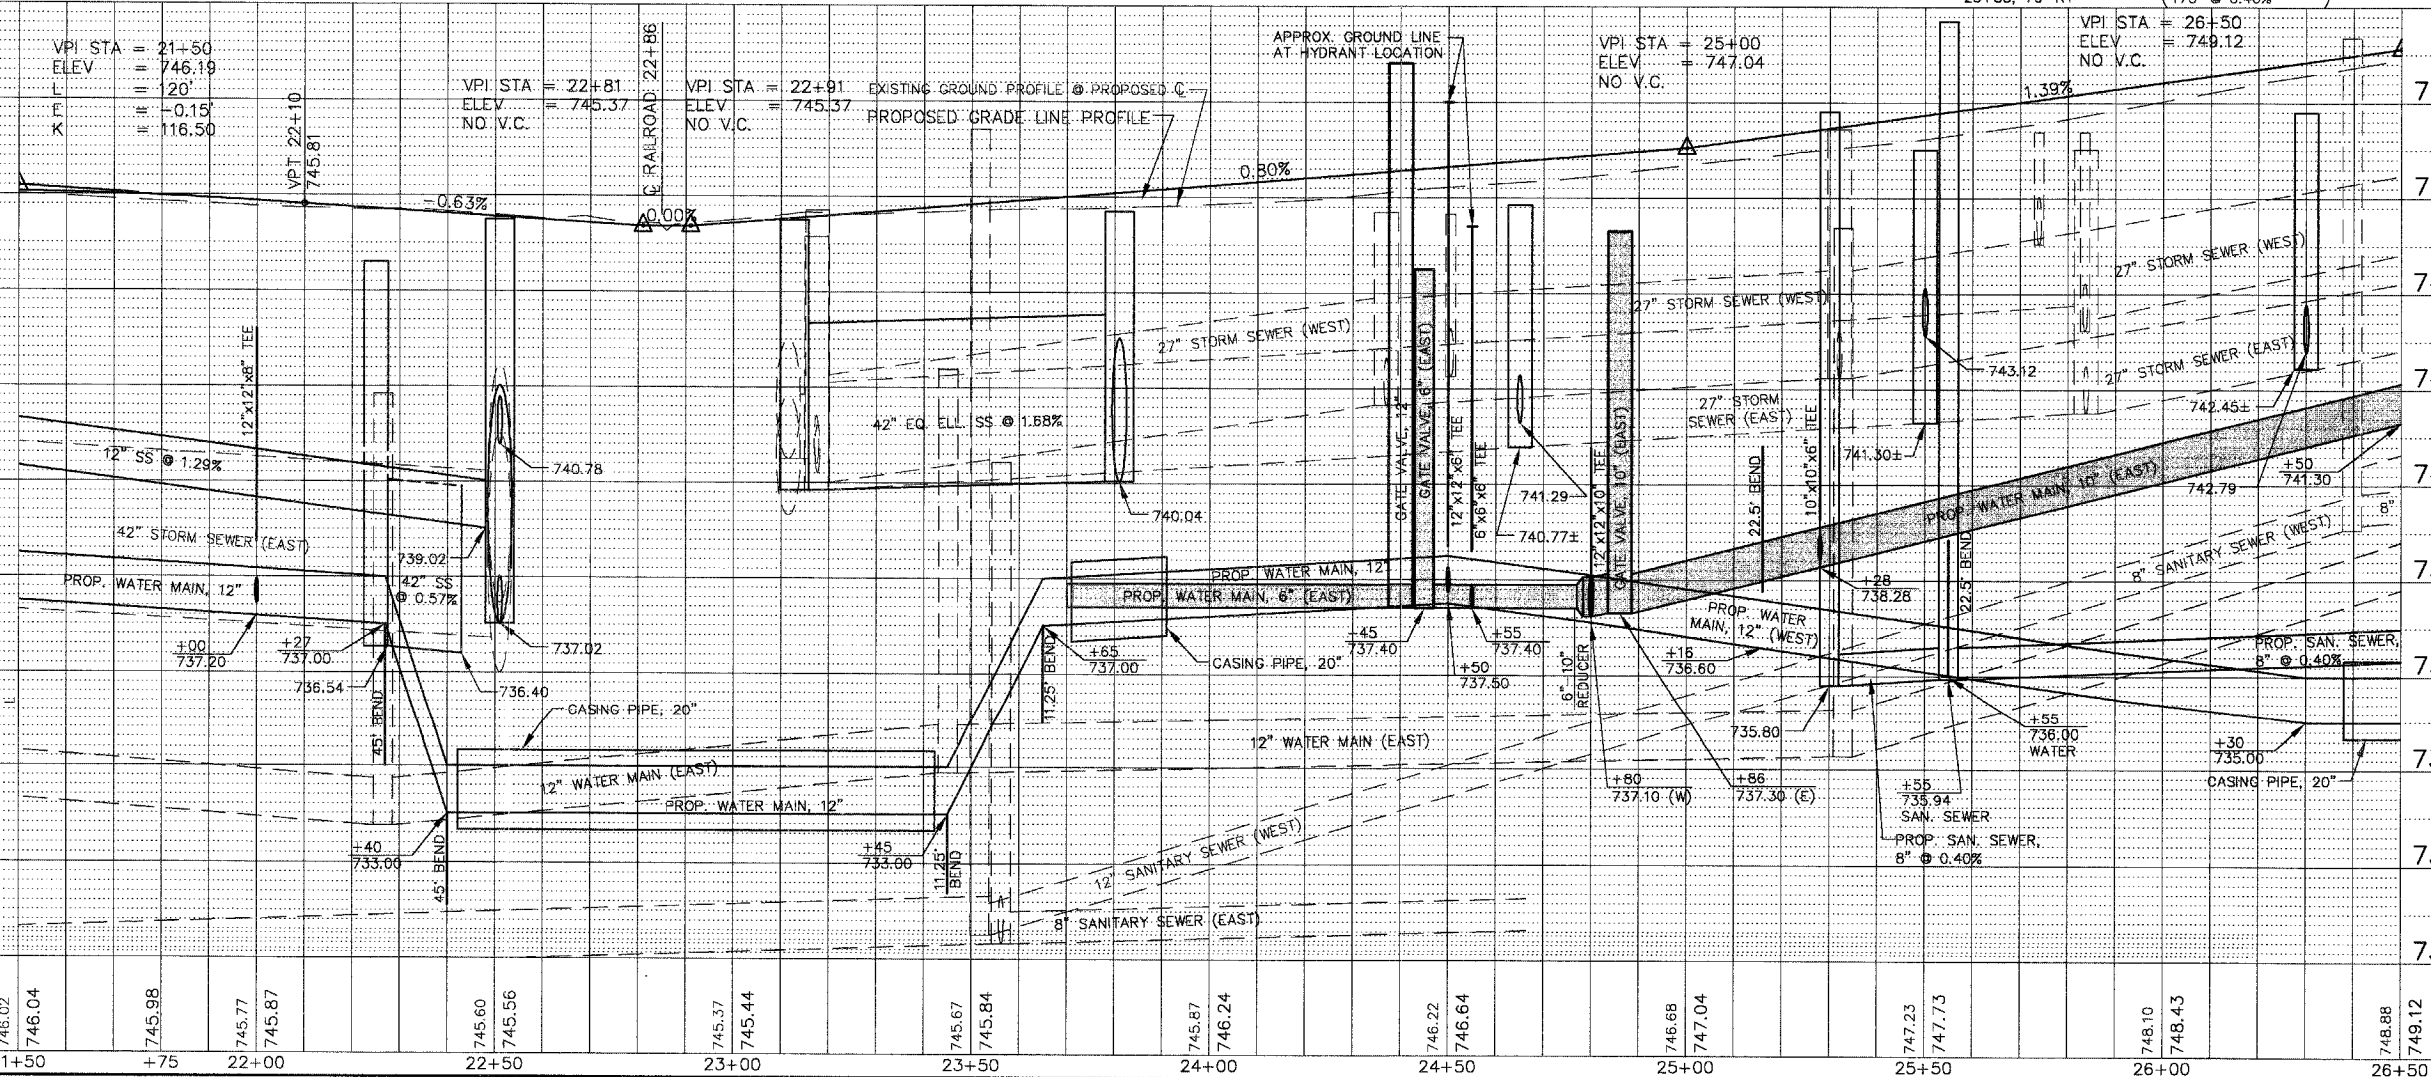 VPI STA = 21+50
ELEV = 746.19
L = 120'
E = -0.15'
K = 116.50
VPT 22+10
745.81
VPI STA = 22+81
ELEV = 745.37
NO V.C.
℄ RAILROAD 22+86
VPI STA = 22+91
ELEV = 745.37
NO V.C.
EXISTING GROUND PROFILE @ PROPOSED ℄
PROPOSED GRADE LINE PROFILE
APPROX. GROUND LINE
AT HYDRANT LOCATION
VPI STA = 25+00
ELEV = 747.04
NO V.C.
VPI STA = 26+50
ELEV = 749.12
NO V.C.
-0.63%
0.00%
0.80%
1.39%
12"x12"x8" TEE
12" SS @ 1.29%
42" STORM SEWER (EAST)
PROP. WATER MAIN, 12"
+00
737.20
+27
737.00
736.54
45° BEND
42" SS
@ 0.57%
739.02
740.78
737.02
736.40
CASING PIPE, 20"
12" WATER MAIN (EAST)
PROP. WATER MAIN, 12"
+40
733.00
45° BEND
+45
733.00
11.25°
BEND
42" EQ. ELL. SS @ 1.68%
740.04
27" STORM SEWER (WEST)
PROP. WATER MAIN, 12"
PROP. WATER MAIN, 6" (EAST)
11.25° BEND
+65
737.00
CASING PIPE, 20"
12" WATER MAIN (EAST)
12" SANITARY SEWER (WEST)
8" SANITARY SEWER (EAST)
GATE VALVE, 12"
GATE VALVE, 6" (EAST)
12"x12"x6" TEE
6"x6"x6" TEE
+45
737.40
+50
737.50
+55
737.40
741.29
740.77±
6"-10"
REDUCER
12"x12"x10" TEE
GATE VALVE, 10" (EAST)
27" STORM SEWER (WEST)
27" STORM
SEWER (EAST)
22.5° BEND
10"x10"x6" TEE
PROP. WATER
MAIN, 12" (WEST)
+16
736.60
+80
737.10 (W)
+86
737.30 (E)
735.80
+28
738.28
741.30±
743.12
22.5° BEND
PROP. WATER MAIN, 10" (EAST)
27" STORM SEWER (WEST)
27" STORM SEWER (EAST)
742.45±
742.79
+50
741.30
8" SANITARY SEWER (WEST)
8"
PROP. SAN. SEWER,
8" @ 0.40%
+55
736.00
WATER
+55
735.94
SAN. SEWER
PROP. SAN. SEWER,
8" @ 0.40%
+30
735.00
CASING PIPE, 20"
746.02
746.04
745.98
745.77
745.87
745.60
745.56
745.37
745.44
745.67
745.84
745.87
746.24
746.22
746.64
746.68
747.04
747.23
747.73
748.10
748.43
748.88
749.12
1+50
+75
22+00
22+50
23+00
23+50
24+00
24+50
25+00
25+50
26+00
26+50